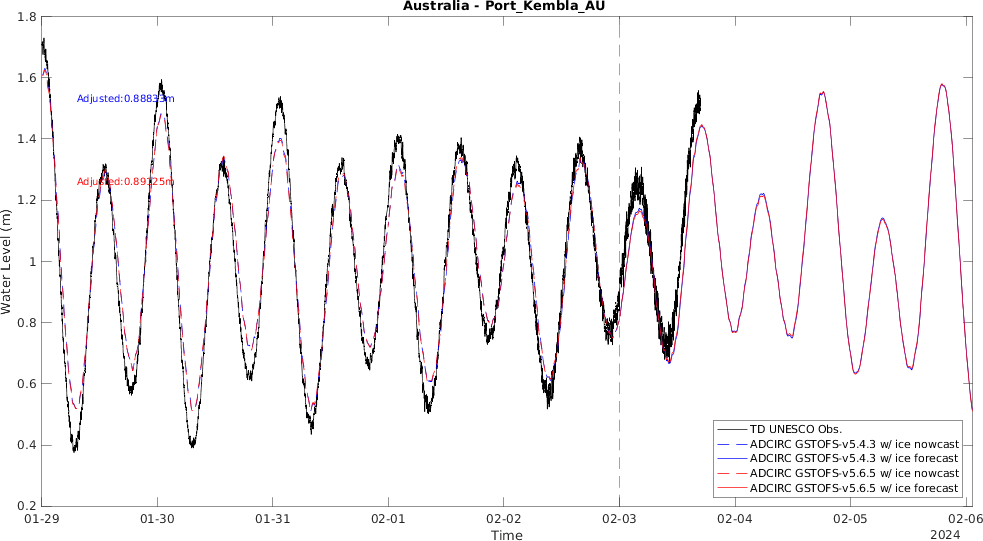 Australia - Port_Kembla_AU
1.8
1.6
1.4
1.2
1
0.8
0.6
0.4
0.2
Water Level (m)
Adjusted:0.88833m
Adjusted:0.89225m
TD UNESCO Obs.
ADCIRC GSTOFS-v5.4.3 w/ ice nowcast
ADCIRC GSTOFS-v5.4.3 w/ ice forecast
ADCIRC GSTOFS-v5.6.5 w/ ice nowcast
ADCIRC GSTOFS-v5.6.5 w/ ice forecast
01-29 01-30 01-31 02-01 02-02 02-03 02-04 02-05 02-06
Time
2024